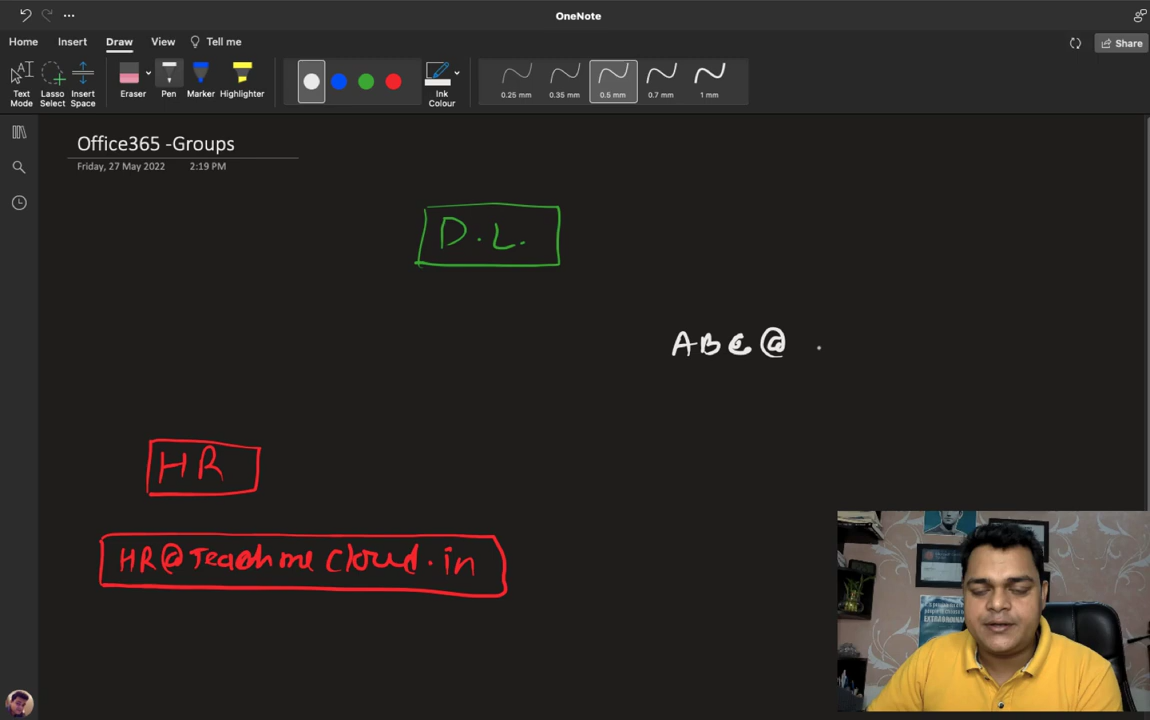 OneNote
Home Insert Draw View Tell me
Share
Text Mode
Lasso Select
Insert Space
Eraser
Pen
Marker
Highlighter
Ink Colour
0.25 mm
0.35 mm
0.5 mm
0.7 mm
1 mm
Office365 -Groups
Friday, 27 May 2022 2:19 PM
D.L.
ABC@
HR
HR@Teachmecloud.in
EXTRAORDINAR